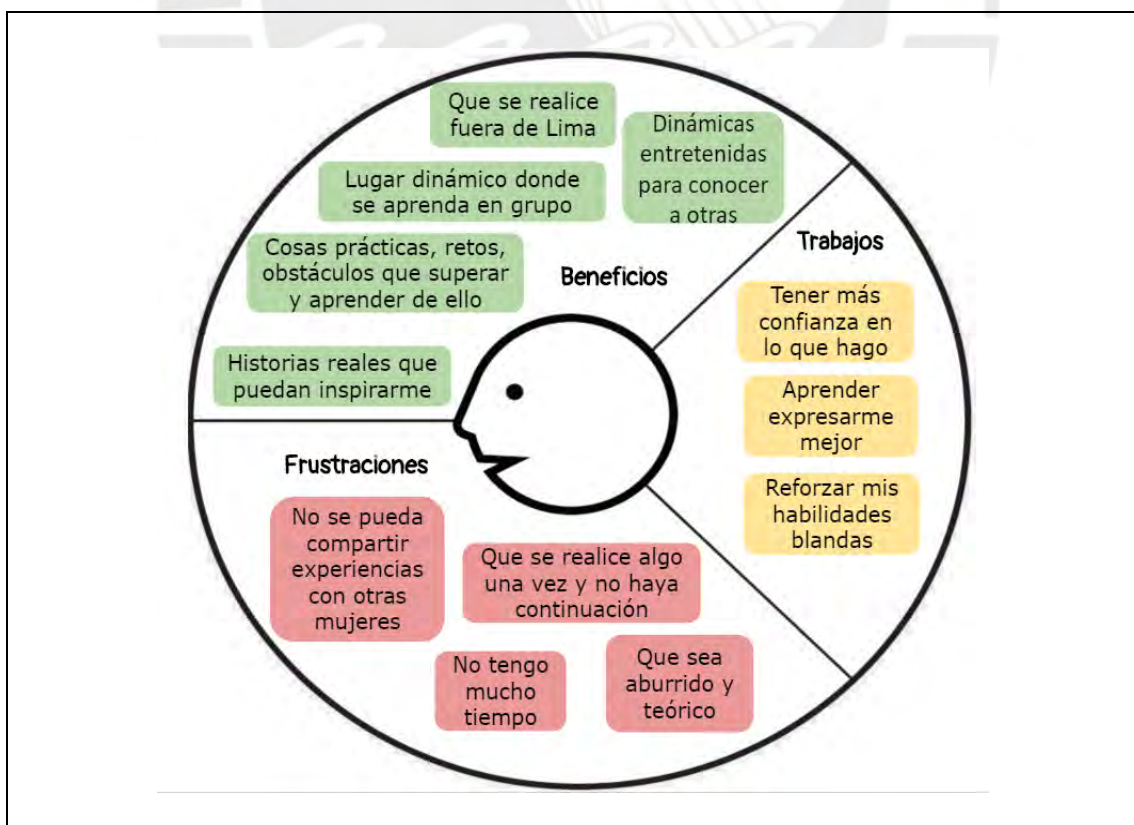 Que se realice
fuera de Lima
Dinámicas
entretenidas
para conocer
a otras
Lugar dinámico donde
se aprenda en grupo
Cosas prácticas, retos,
obstáculos que superar
y aprender de ello
Historias reales que
puedan inspirarme
Beneficios
Trabajos
Tener más
confianza en
lo que hago
Aprender
expresarme
mejor
Reforzar mis
habilidades
blandas
Frustraciones
No se pueda
compartir
experiencias
con otras
mujeres
Que se realice algo
una vez y no haya
continuación
No tengo
mucho
tiempo
Que sea
aburrido y
teórico